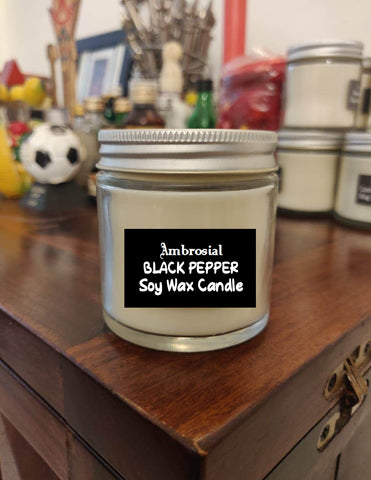 Ambrosial
BLACK PEPPER
Soy Wax Candle